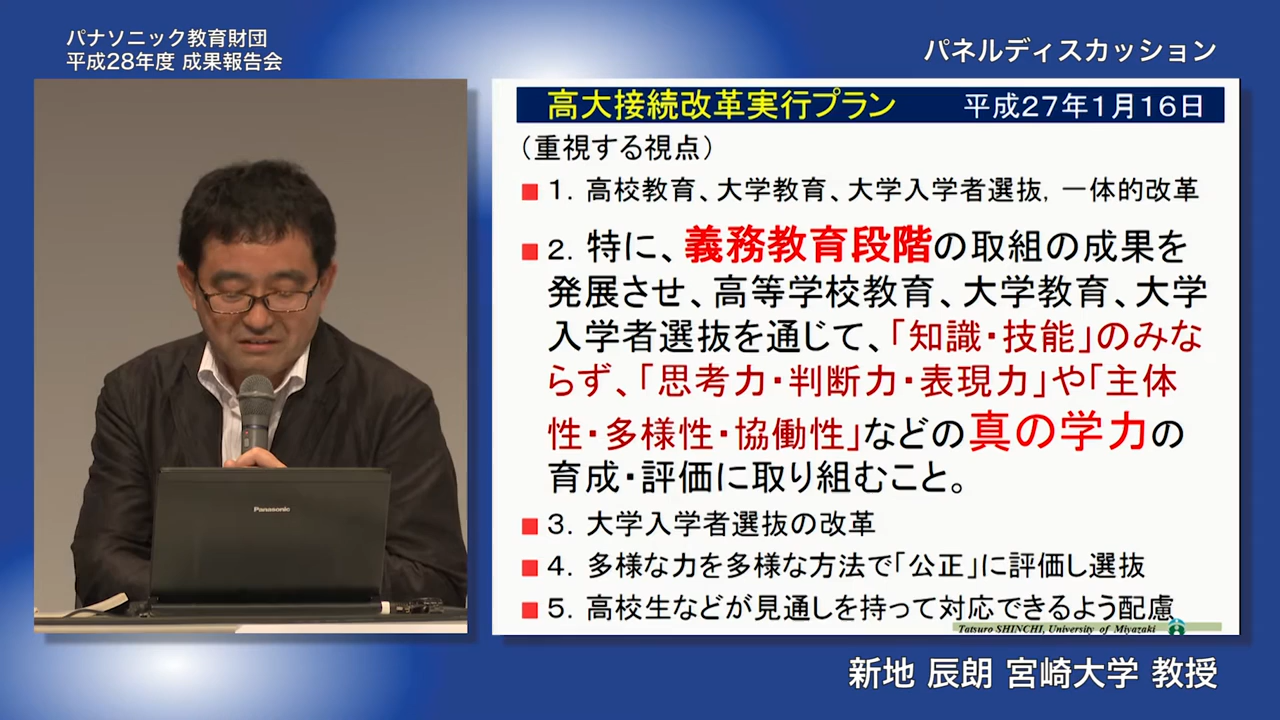 パナソニック教育財団
平成28年度 成果報告会
パネルディスカッション
高大接続改革実行プラン 平成27年1月16日
（重視する視点）
1．高校教育、大学教育、大学入学者選抜，一体的改革
2．特に、義務教育段階の取組の成果を
発展させ、高等学校教育、大学教育、大学
入学者選抜を通じて、「知識・技能」のみな
らず、「思考力・判断力・表現力」や「主体
性・多様性・協働性」などの真の学力の
育成・評価に取り組むこと。
3．大学入学者選抜の改革
4．多様な力を多様な方法で「公正」に評価し選抜
5．高校生などが見通しを持って対応できるよう配慮
Tatsuro SHINCHI, University of Miyazaki
Panasonic
新地 辰朗 宮崎大学 教授